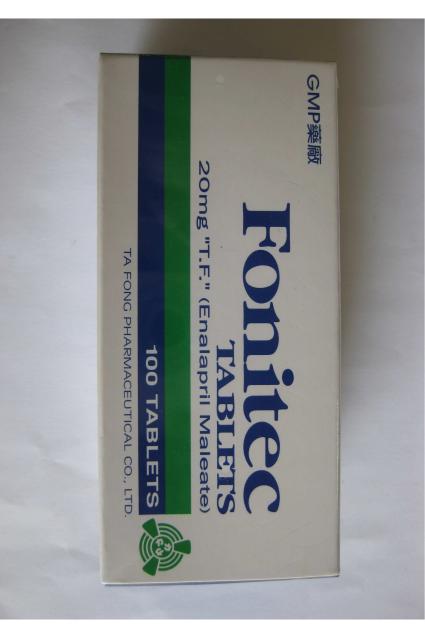 GMP藥廠
Fonitec
TABLETS
20mg "T.F." (Enalapril Maleate)
100 TABLETS
TA FONG PHARMACEUTICAL CO., LTD.